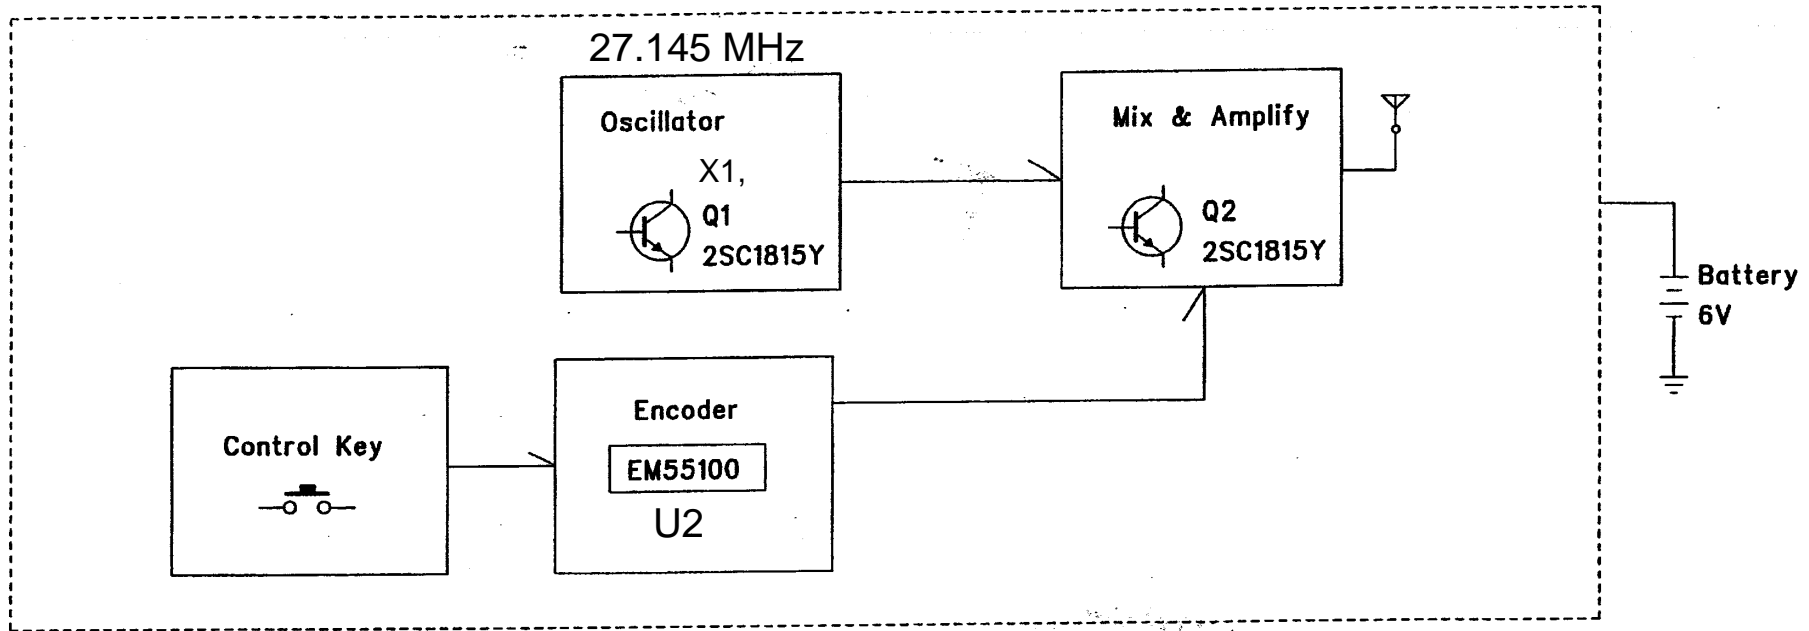 27.145 MHz
Oscillator
X1,
Q1
2SC1815Y
Mix & Amplify
Q2
2SC1815Y
Battery
6V
Control Key
Encoder
EM55100
U2